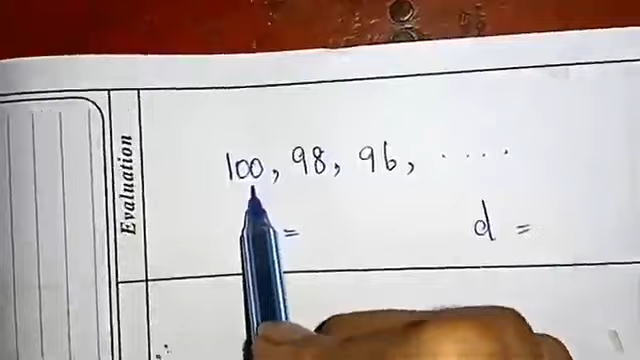 Evaluation
100, 98, 96, ....
= d =